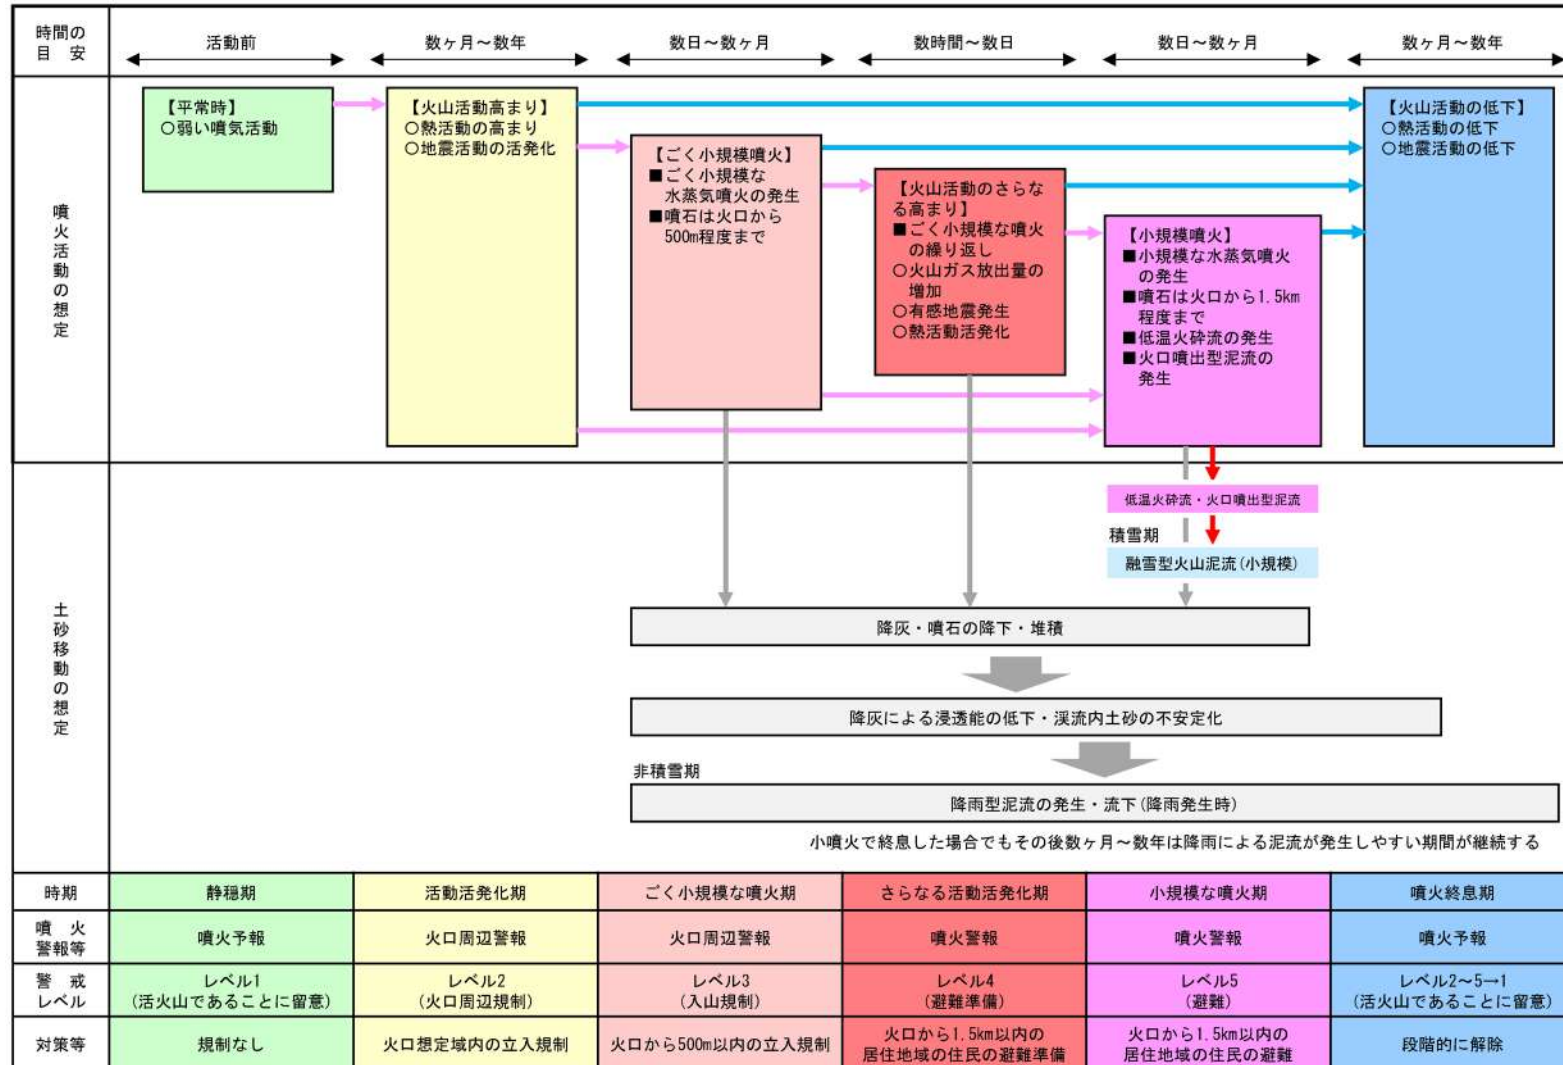 時間の
目 安
活動前
数ヶ月～数年
数日～数ヶ月
数時間～数日
数日～数ヶ月
数ヶ月～数年
噴火活動の想定
【平常時】
○弱い噴気活動
【火山活動高まり】
○熱活動の高まり
○地震活動の活発化
【ごく小規模噴火】
■ごく小規模な
水蒸気噴火の発生
■噴石は火口から
500m程度まで
【火山活動のさらな
る高まり】
■ごく小規模な噴火
の繰り返し
○火山ガス放出量の
増加
○有感地震発生
○熱活動活発化
【小規模噴火】
■小規模な水蒸気噴火
の発生
■噴石は火口から1.5km
程度まで
■低温火砕流の発生
■火口噴出型泥流の
発生
【火山活動の低下】
○熱活動の低下
○地震活動の低下
土砂移動の想定
低温火砕流・火口噴出型泥流
積雪期
融雪型火山泥流(小規模)
降灰・噴石の降下・堆積
降灰による浸透能の低下・渓流内土砂の不安定化
非積雪期
降雨型泥流の発生・流下(降雨発生時)
小噴火で終息した場合でもその後数ヶ月～数年は降雨による泥流が発生しやすい期間が継続する
時期
静穏期
活動活発化期
ごく小規模な噴火期
さらなる活動活発化期
小規模な噴火期
噴火終息期
噴 火
警報等
噴火予報
火口周辺警報
火口周辺警報
噴火警報
噴火警報
噴火予報
警 戒
レベル
レベル1
(活火山であることに留意)
レベル2
(火口周辺規制)
レベル3
(入山規制)
レベル4
(避難準備)
レベル5
(避難)
レベル2～5→1
(活火山であることに留意)
対策等
規制なし
火口想定域内の立入規制
火口から500m以内の立入規制
火口から1.5km以内の
居住地域の住民の避難準備
火口から1.5km以内の
居住地域の住民の避難
段階的に解除